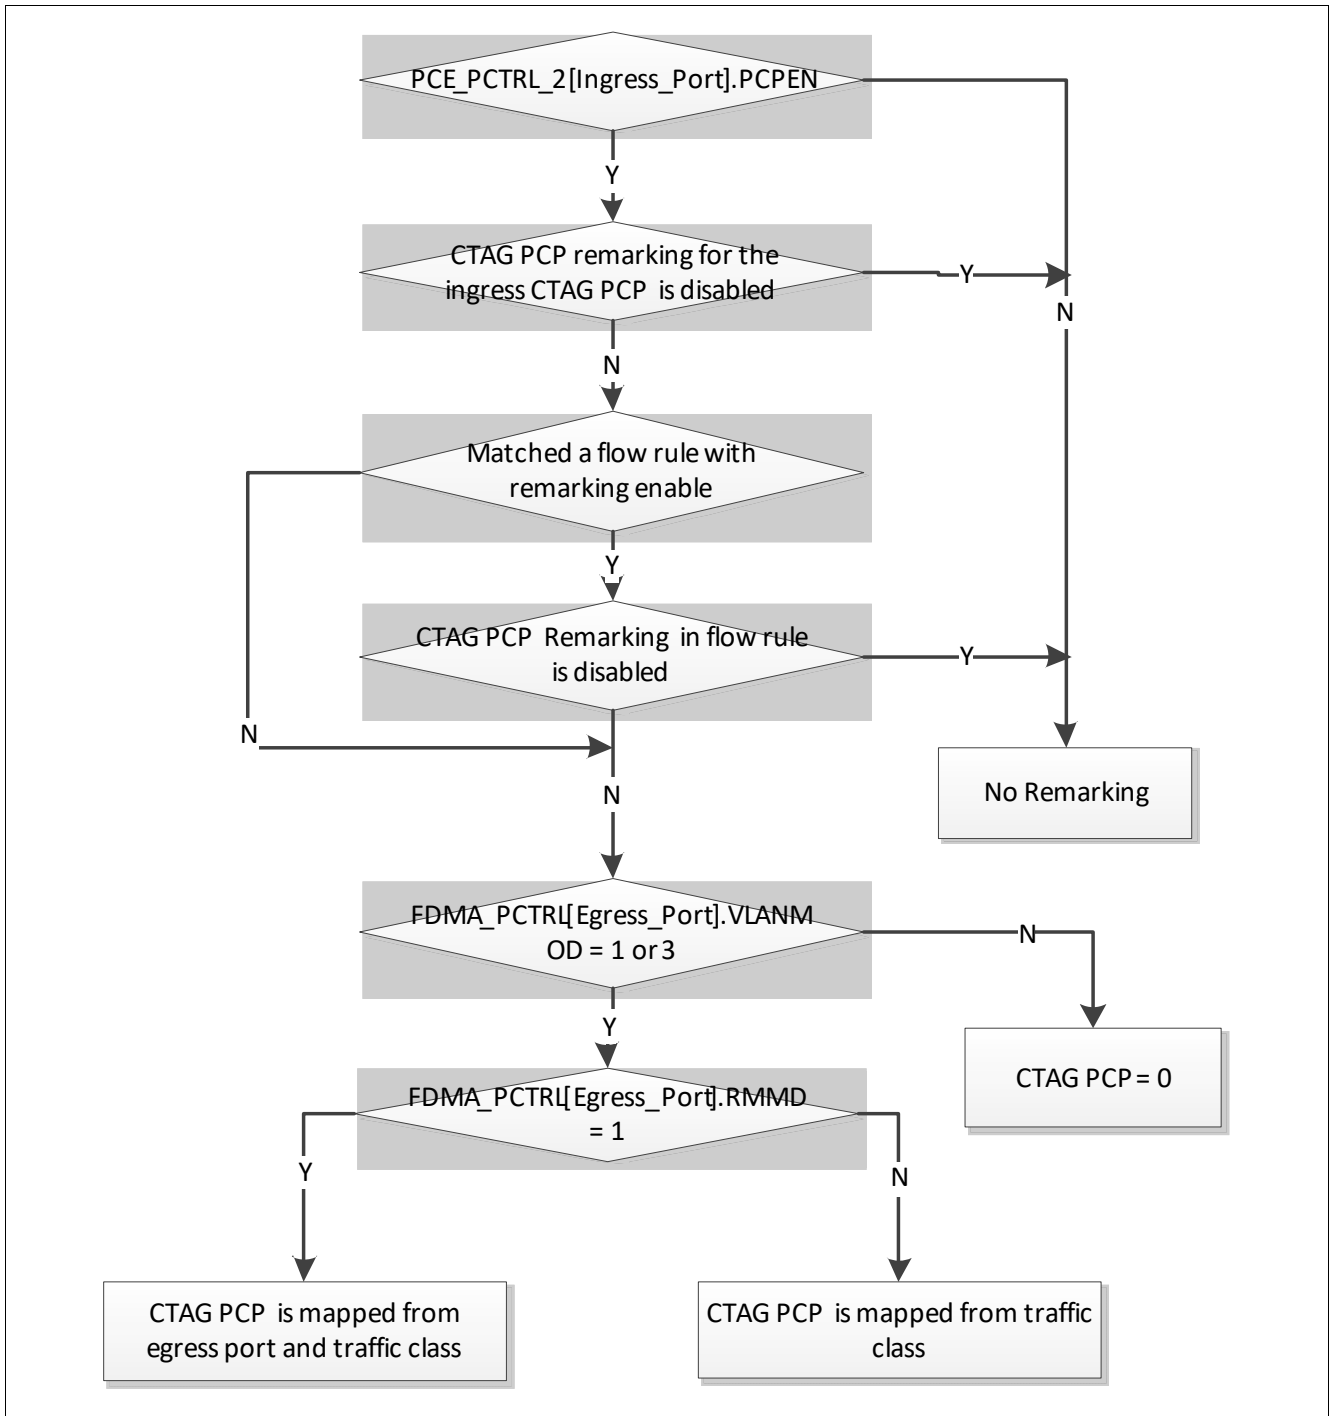 PCE_PCTRL_2[Ingress_Port].PCPEN
Y
CTAG PCP remarking for the
ingress CTAG PCP is disabled
Y
N
N
Matched a flow rule with
remarking enable
Y
CTAG PCP Remarking in flow rule
is disabled
Y
N
N
No Remarking
FDMA_PCTRL[Egress_Port].VLANM
OD = 1 or 3
N
Y
CTAG PCP = 0
FDMA_PCTRL[Egress_Port].RMMD
= 1
Y
N
CTAG PCP is mapped from
egress port and traffic class
CTAG PCP is mapped from traffic
class